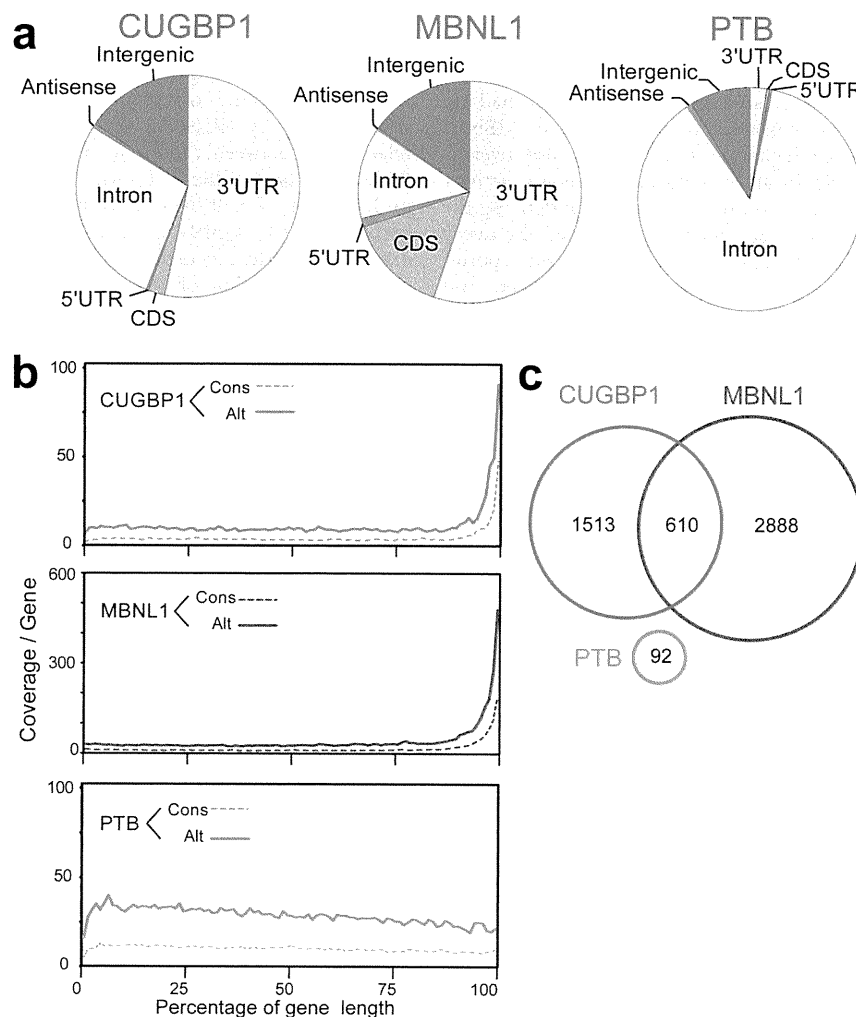 a
CUGBP1
Intergenic
Antisense
Intron
3'UTR
5'UTR
CDS
MBNL1
Intergenic
Antisense
Intron
3'UTR
5'UTR
CDS
PTB
3'UTR
CDS
5'UTR
Intergenic
Antisense
Intron
b
Coverage / Gene
100
50
0
CUGBP1
Cons
Alt
600
300
0
MBNL1
Cons
Alt
100
50
0
PTB
Cons
Alt
0 25 50 75 100
Percentage of gene length
c
CUGBP1 MBNL1
1513 610 2888
PTB 92